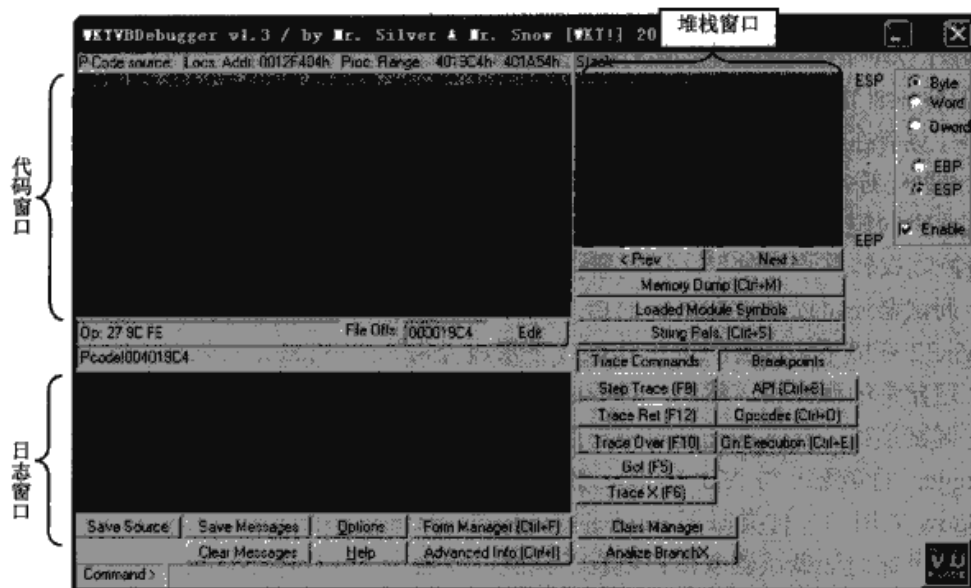 堆栈窗口
WKTVBDebugger v1.3 / by Mr. Silver & Mr. Snow [WKT!] 20
P-Code source: Locs. Addr: 0012F404h Proc. Range: 4019C4h 401A54h
Stack:
代码窗口
ESP
Byte
Word
Dword
EBP
ESP
Enable
EBP
< Prev
Next >
Memory Dump (Ctrl+M)
Loaded Module Symbols
String Refs. (Ctrl+S)
Op: 27 9C FE
File Offs: 000019C4
Edit
Pcode!004019C4
日志窗口
Trace Commands
Breakpoints
Step Trace (F8)
API (Ctrl+B)
Trace Ret (F12)
Opcodes (Ctrl+O)
Trace Over (F10)
On Execution (Ctrl+E)
Go! (F5)
Trace X (F6)
Save Source
Save Messages
Options
Form Manager (Ctrl+F)
Class Manager
Clear Messages
Help
Advanced Info (Ctrl+I)
Analize BranchX
Command >